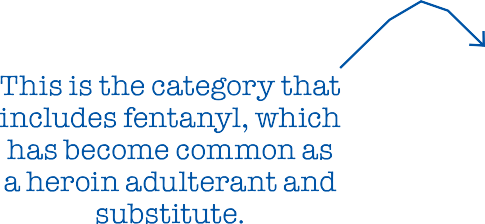 This is the category that
includes fentanyl, which
has become common as
a heroin adulterant and
substitute.